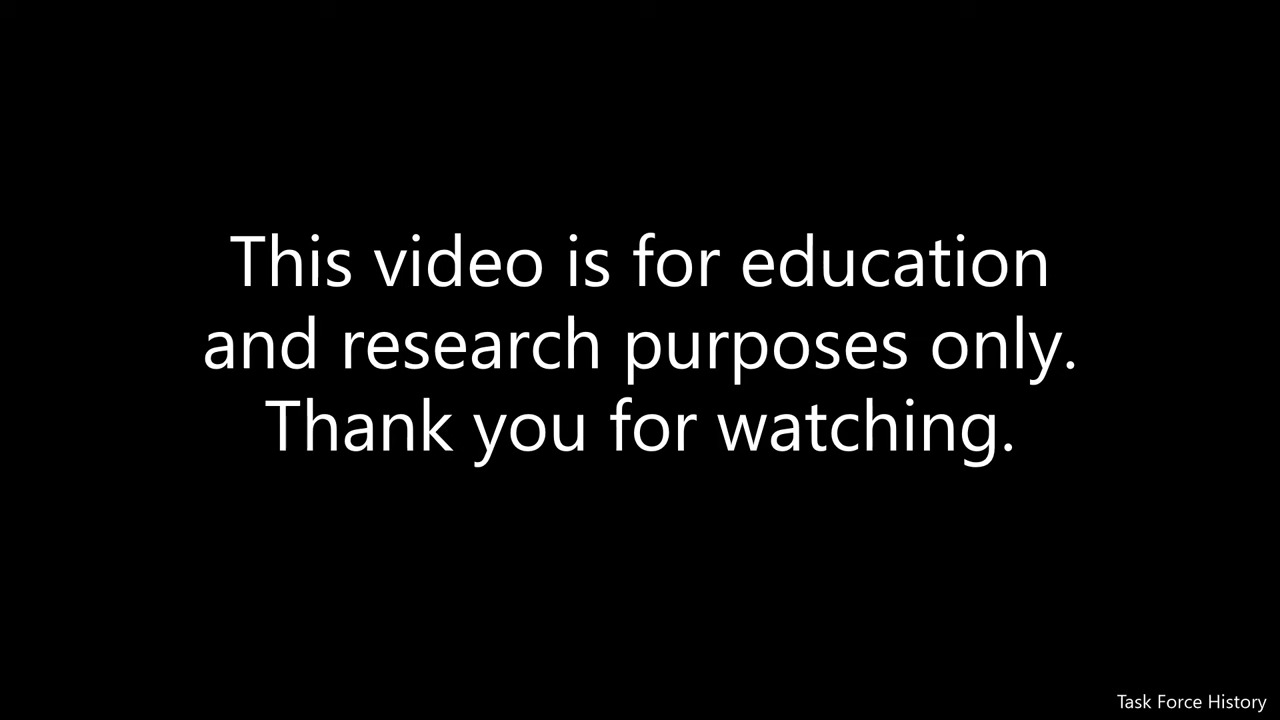 This video is for education
and research purposes only.
Thank you for watching.
Task Force History